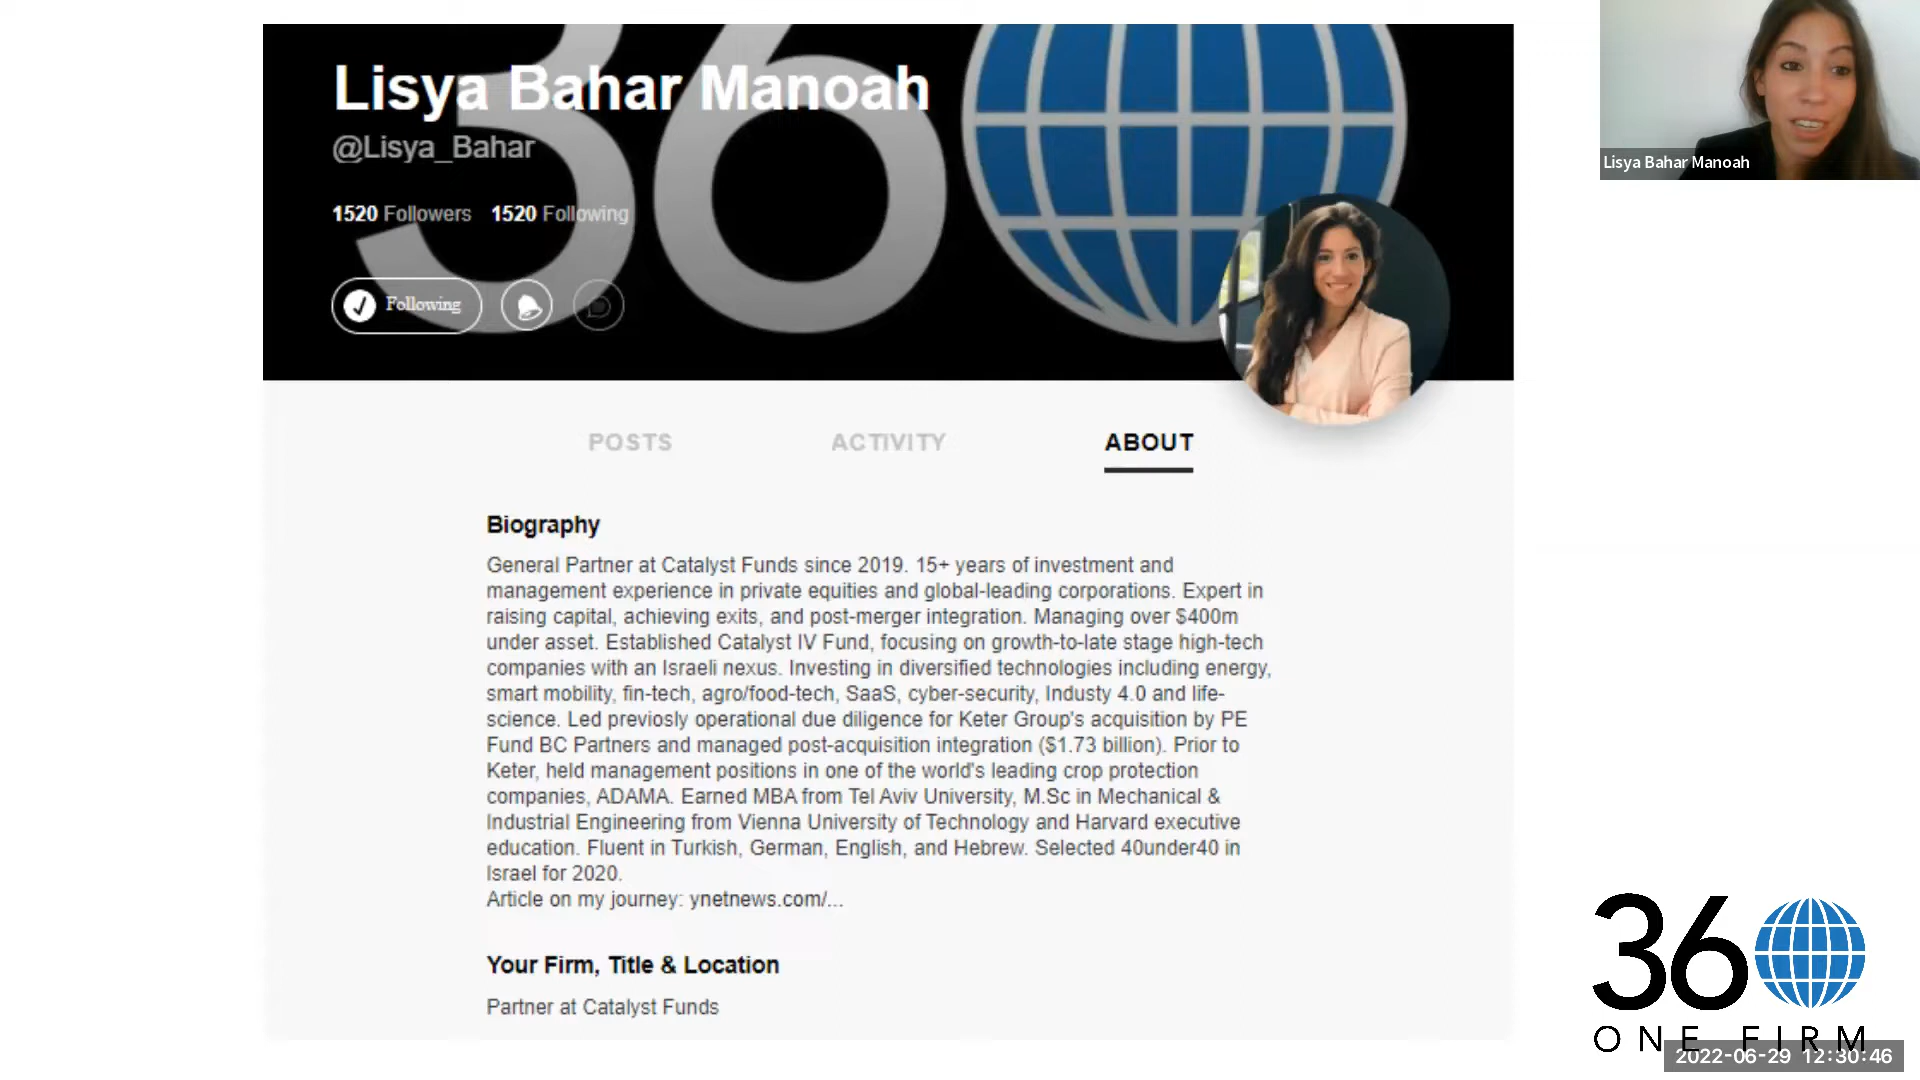 360
Lisya Bahar Manoah
@Lisya_Bahar
1520 Followers 1520 Following
Following
POSTS ACTIVITY ABOUT
Biography
General Partner at Catalyst Funds since 2019. 15+ years of investment and
management experience in private equities and global-leading corporations. Expert in
raising capital, achieving exits, and post-merger integration. Managing over $400m
under asset. Established Catalyst IV Fund, focusing on growth-to-late stage high-tech
companies with an Israeli nexus. Investing in diversified technologies including energy,
smart mobility, fin-tech, agro/food-tech, SaaS, cyber-security, Industy 4.0 and life-
science. Led previosly operational due diligence for Keter Group's acquisition by PE
Fund BC Partners and managed post-acquisition integration ($1.73 billion). Prior to
Keter, held management positions in one of the world's leading crop protection
companies, ADAMA. Earned MBA from Tel Aviv University, M.Sc in Mechanical &
Industrial Engineering from Vienna University of Technology and Harvard executive
education. Fluent in Turkish, German, English, and Hebrew. Selected 40under40 in
Israel for 2020.
Article on my journey: ynetnews.com/...
Your Firm, Title & Location
Partner at Catalyst Funds
Lisya Bahar Manoah
360
ONE FIRM
2022-06-29 12:30:46